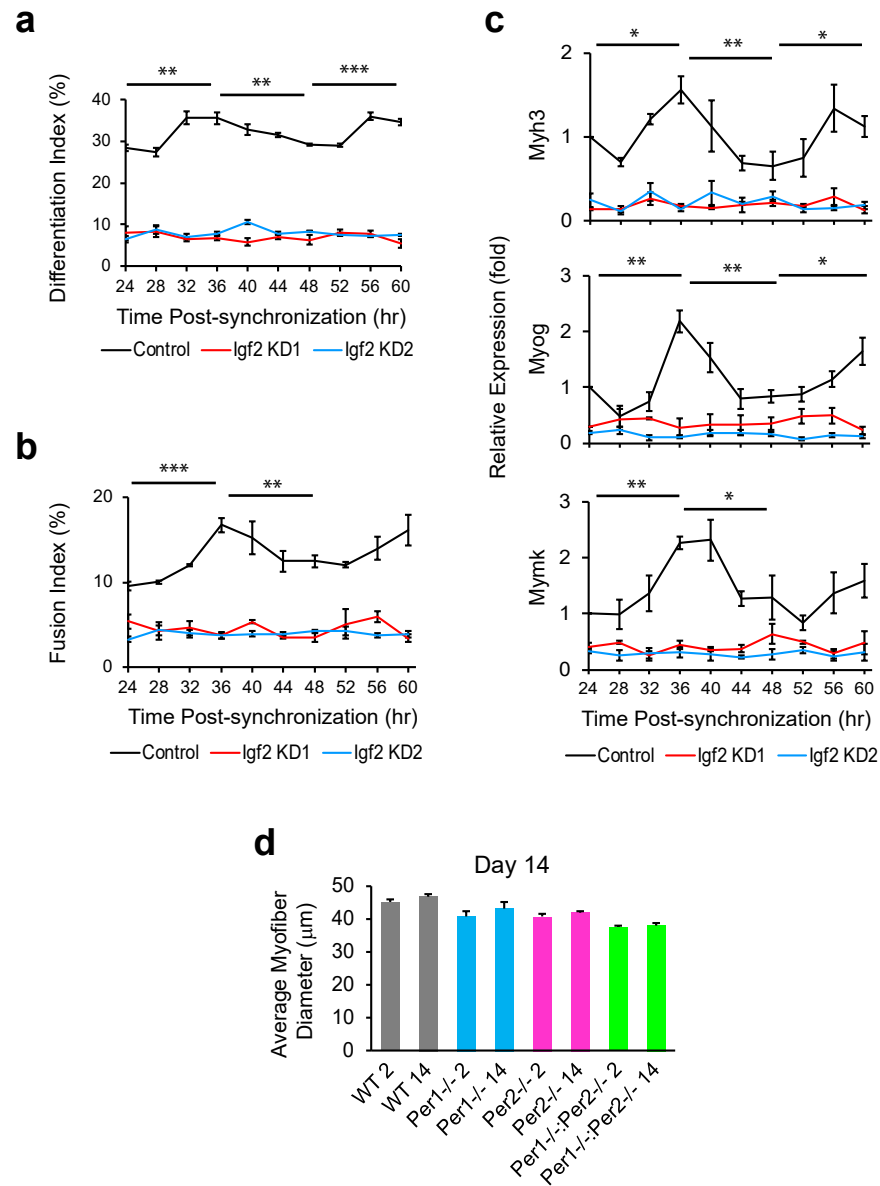 a
** ** ***
Differentiation Index (%)
40
30
20
10
0
24 28 32 36 40 44 48 52 56 60
Time Post-synchronization (hr)
Control Igf2 KD1 Igf2 KD2
b
*** **
Fusion Index (%)
20
10
0
24 28 32 36 40 44 48 52 56 60
Time Post-synchronization (hr)
Control Igf2 KD1 Igf2 KD2
c
Relative Expression (fold)
* ** *
Myh3
2
1
0
** ** *
Myog
3
2
1
0
** *
Mymk
3
2
1
0
24 28 32 36 40 44 48 52 56 60
Time Post-synchronization (hr)
Control Igf2 KD1 Igf2 KD2
d
Day 14
Average Myofiber
Diameter (μm)
50
40
30
20
10
0
WT 2
WT 14
Per1-/- 2
Per1-/- 14
Per2-/- 2
Per2-/- 14
Per1-/-:Per2-/- 2
Per1-/-:Per2-/- 14